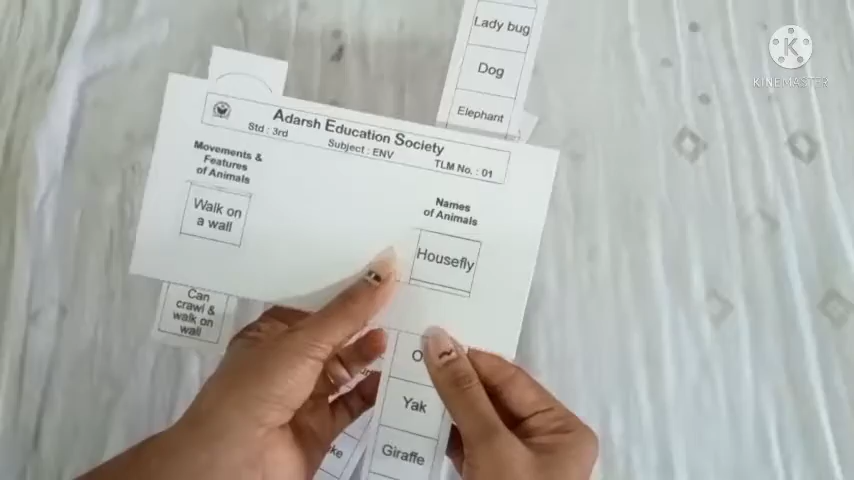 Lady bug
Dog
Elephant
KINEMASTER
Adarsh Education Society
Std : 3rd Subject : ENV TLM No. : 01
Movements &
Features
of Animals
Names
of Animals
Walk on
a wall
Housefly
Can
crawl &
walk on
wall
Yak
Giraffe